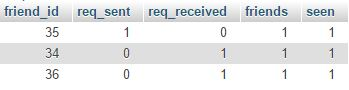 friend_id req_sent req_received friends seen
35 1 0 1 1
34 0 1 1 1
36 0 1 1 1